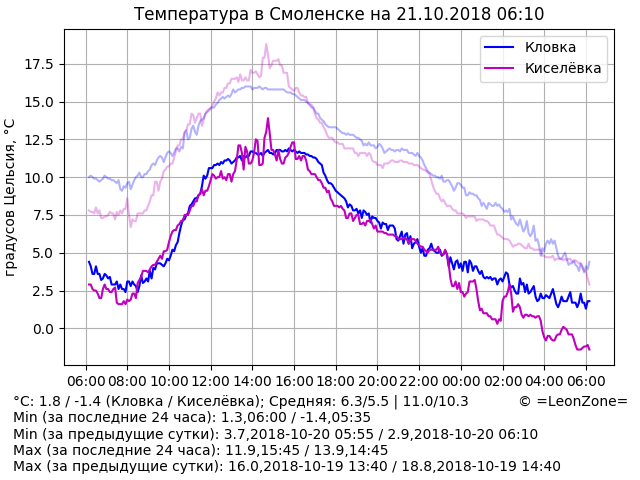 Температура в Смоленске на 21.10.2018 06:10
Кловка
Киселёвка
градусов Цельсия, °C
17.5
15.0
12.5
10.0
7.5
5.0
2.5
0.0
06:00 08:00 10:00 12:00 14:00 16:00 18:00 20:00 22:00 00:00 02:00 04:00 06:00
°C: 1.8 / -1.4 (Кловка / Киселёвка); Средняя: 6.3/5.5 | 11.0/10.3 © =LeonZone=
Min (за последние 24 часа): 1.3,06:00 / -1.4,05:35
Min (за предыдущие сутки): 3.7,2018-10-20 05:55 / 2.9,2018-10-20 06:10
Max (за последние 24 часа): 11.9,15:45 / 13.9,14:45
Max (за предыдущие сутки): 16.0,2018-10-19 13:40 / 18.8,2018-10-19 14:40